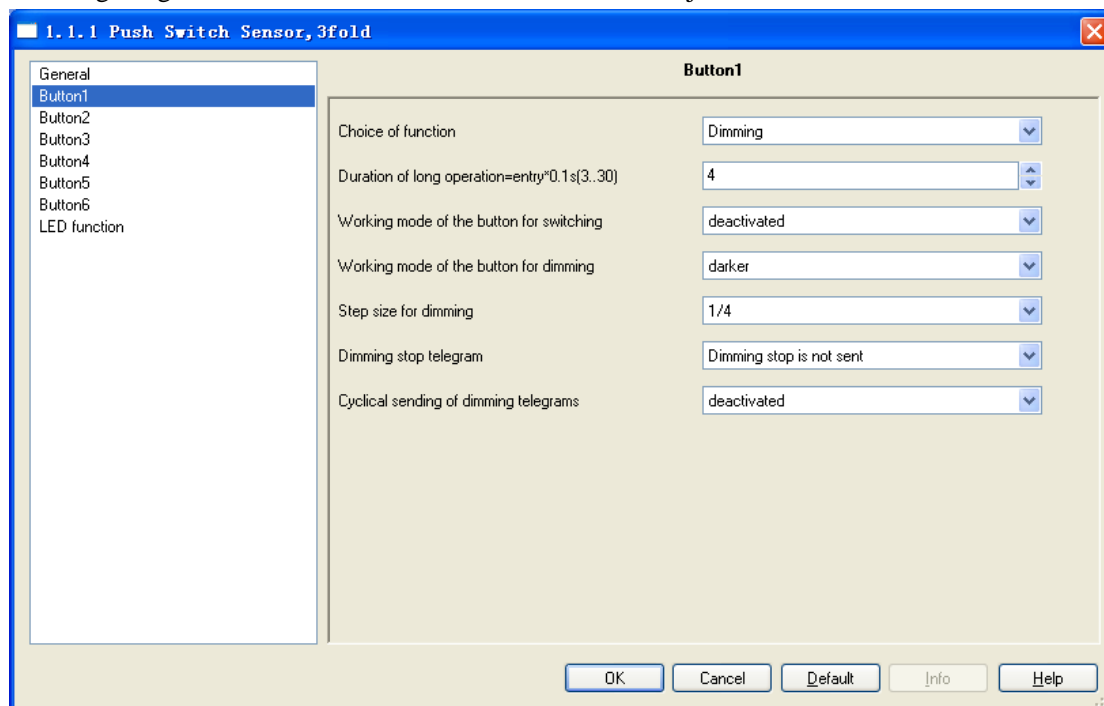 1.1.1 Push Switch Sensor,3fold
General
Button1
Button2
Button3
Button4
Button5
Button6
LED function
Button1
Choice of function
Dimming
Duration of long operation=entry*0.1s(3..30)
4
Working mode of the button for switching
deactivated
Working mode of the button for dimming
darker
Step size for dimming
1/4
Dimming stop telegram
Dimming stop is not sent
Cyclical sending of dimming telegrams
deactivated
OK
Cancel
Default
Info
Help